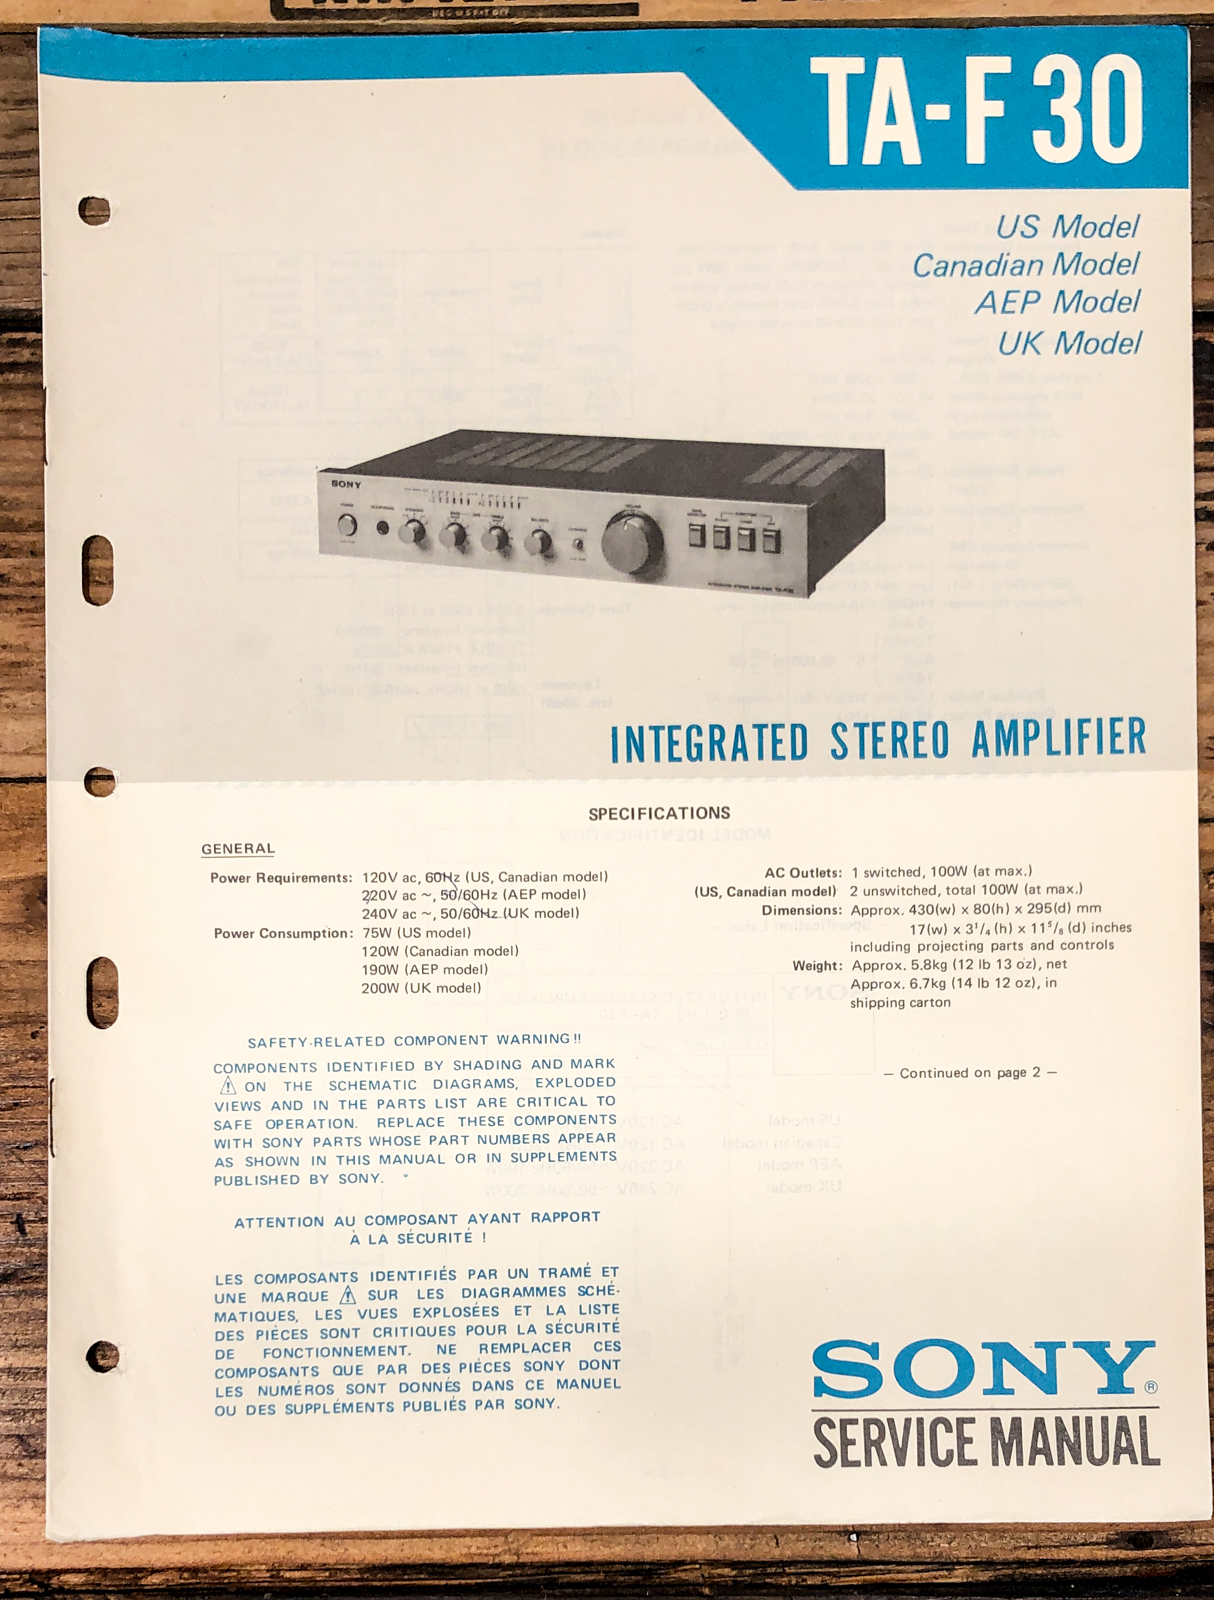 TA-F30
US Model
Canadian Model
AEP Model
UK Model
SONY
INTEGRATED STEREO AMPLIFIER
SPECIFICATIONS
GENERAL
Power Requirements: 120V ac, 60Hz (US, Canadian model)
220V ac ~, 50/60Hz (AEP model)
240V ac ~, 50/60Hz (UK model)
Power Consumption: 75W (US model)
120W (Canadian model)
190W (AEP model)
200W (UK model)
AC Outlets: 1 switched, 100W (at max.)
(US, Canadian model) 2 unswitched, total 100W (at max.)
Dimensions: Approx. 430(w) x 80(h) x 295(d) mm
17(w) x 3¹/₄ (h) x 11⁵/₈ (d) inches
including projecting parts and controls
Weight: Approx. 5.8kg (12 lb 13 oz), net
Approx. 6.7kg (14 lb 12 oz), in
shipping carton
— Continued on page 2 —
SAFETY-RELATED COMPONENT WARNING!!
COMPONENTS IDENTIFIED BY SHADING AND MARK
⚠ ON THE SCHEMATIC DIAGRAMS, EXPLODED
VIEWS AND IN THE PARTS LIST ARE CRITICAL TO
SAFE OPERATION. REPLACE THESE COMPONENTS
WITH SONY PARTS WHOSE PART NUMBERS APPEAR
AS SHOWN IN THIS MANUAL OR IN SUPPLEMENTS
PUBLISHED BY SONY.
ATTENTION AU COMPOSANT AYANT RAPPORT
À LA SÉCURITÉ !
LES COMPOSANTS IDENTIFIÉS PAR UN TRAMÉ ET
UNE MARQUE ⚠ SUR LES DIAGRAMMES SCHÉ-
MATIQUES, LES VUES EXPLOSÉES ET LA LISTE
DES PIÈCES SONT CRITIQUES POUR LA SÉCURITÉ
DE FONCTIONNEMENT. NE REMPLACER CES
COMPOSANTS QUE PAR DES PIÈCES SONY DONT
LES NUMÉROS SONT DONNÉS DANS CE MANUEL
OU DES SUPPLÉMENTS PUBLIÉS PAR SONY.
SONY®
SERVICE MANUAL